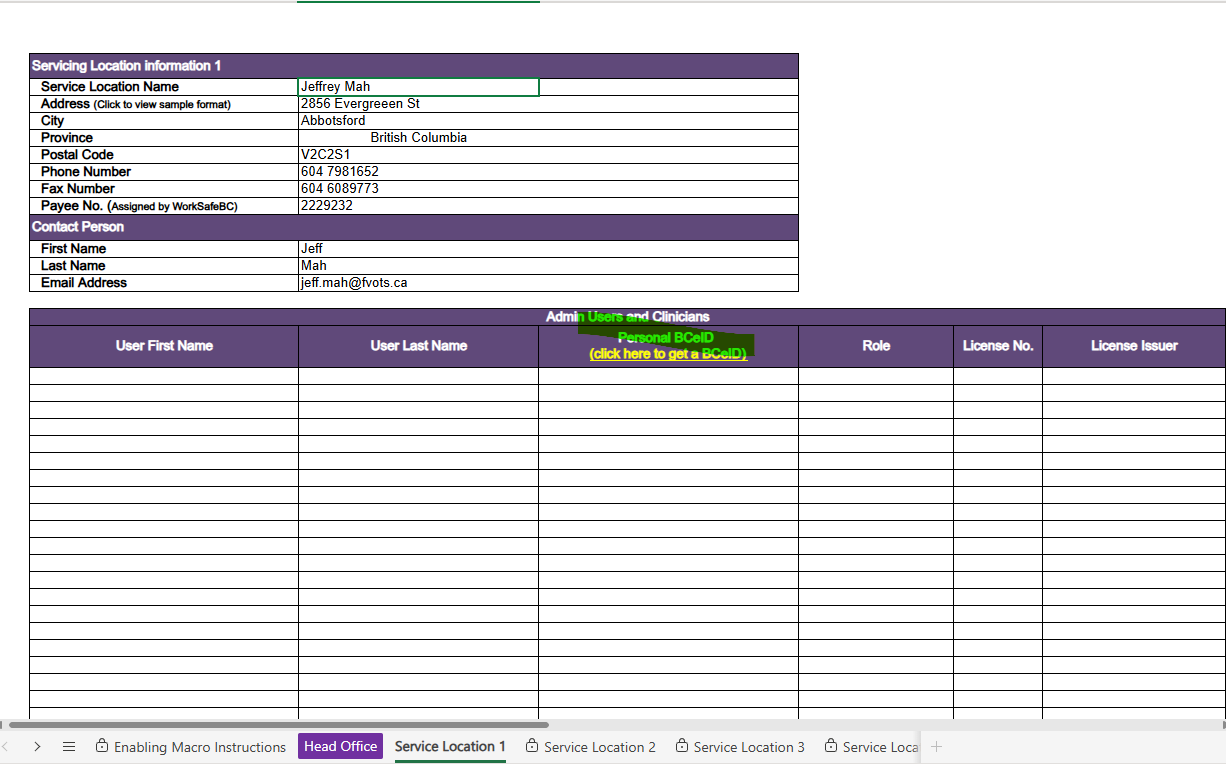 Servicing Location information 1
Service Location Name Jeffrey Mah
Address (Click to view sample format) 2856 Evergreeen St
City Abbotsford
Province British Columbia
Postal Code V2C2S1
Phone Number 604 7981652
Fax Number 604 6089773
Payee No. (Assigned by WorkSafeBC) 2229232
Contact Person
First Name Jeff
Last Name Mah
Email Address jeff.mah@fvots.ca
Admin Users and Clinicians
User First Name User Last Name Personal BCeID Role License No. License Issuer
(click here to get a BCeID)
Enabling Macro Instructions Head Office Service Location 1 Service Location 2 Service Location 3 Service Loca